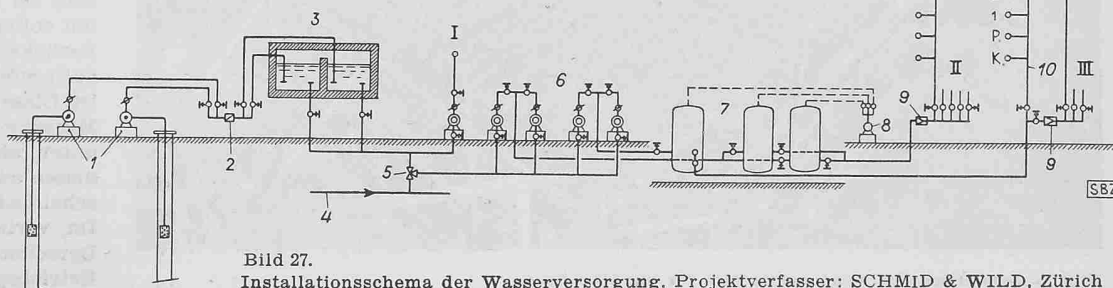 3
I
6
7
8
9
II
1
P.
K.
10
III
9
1
2
5
4
SBZ
Bild 27.
Installationsschema der Wasserversorgung. Projektverfasser: SCHMID & WILD, Zürich